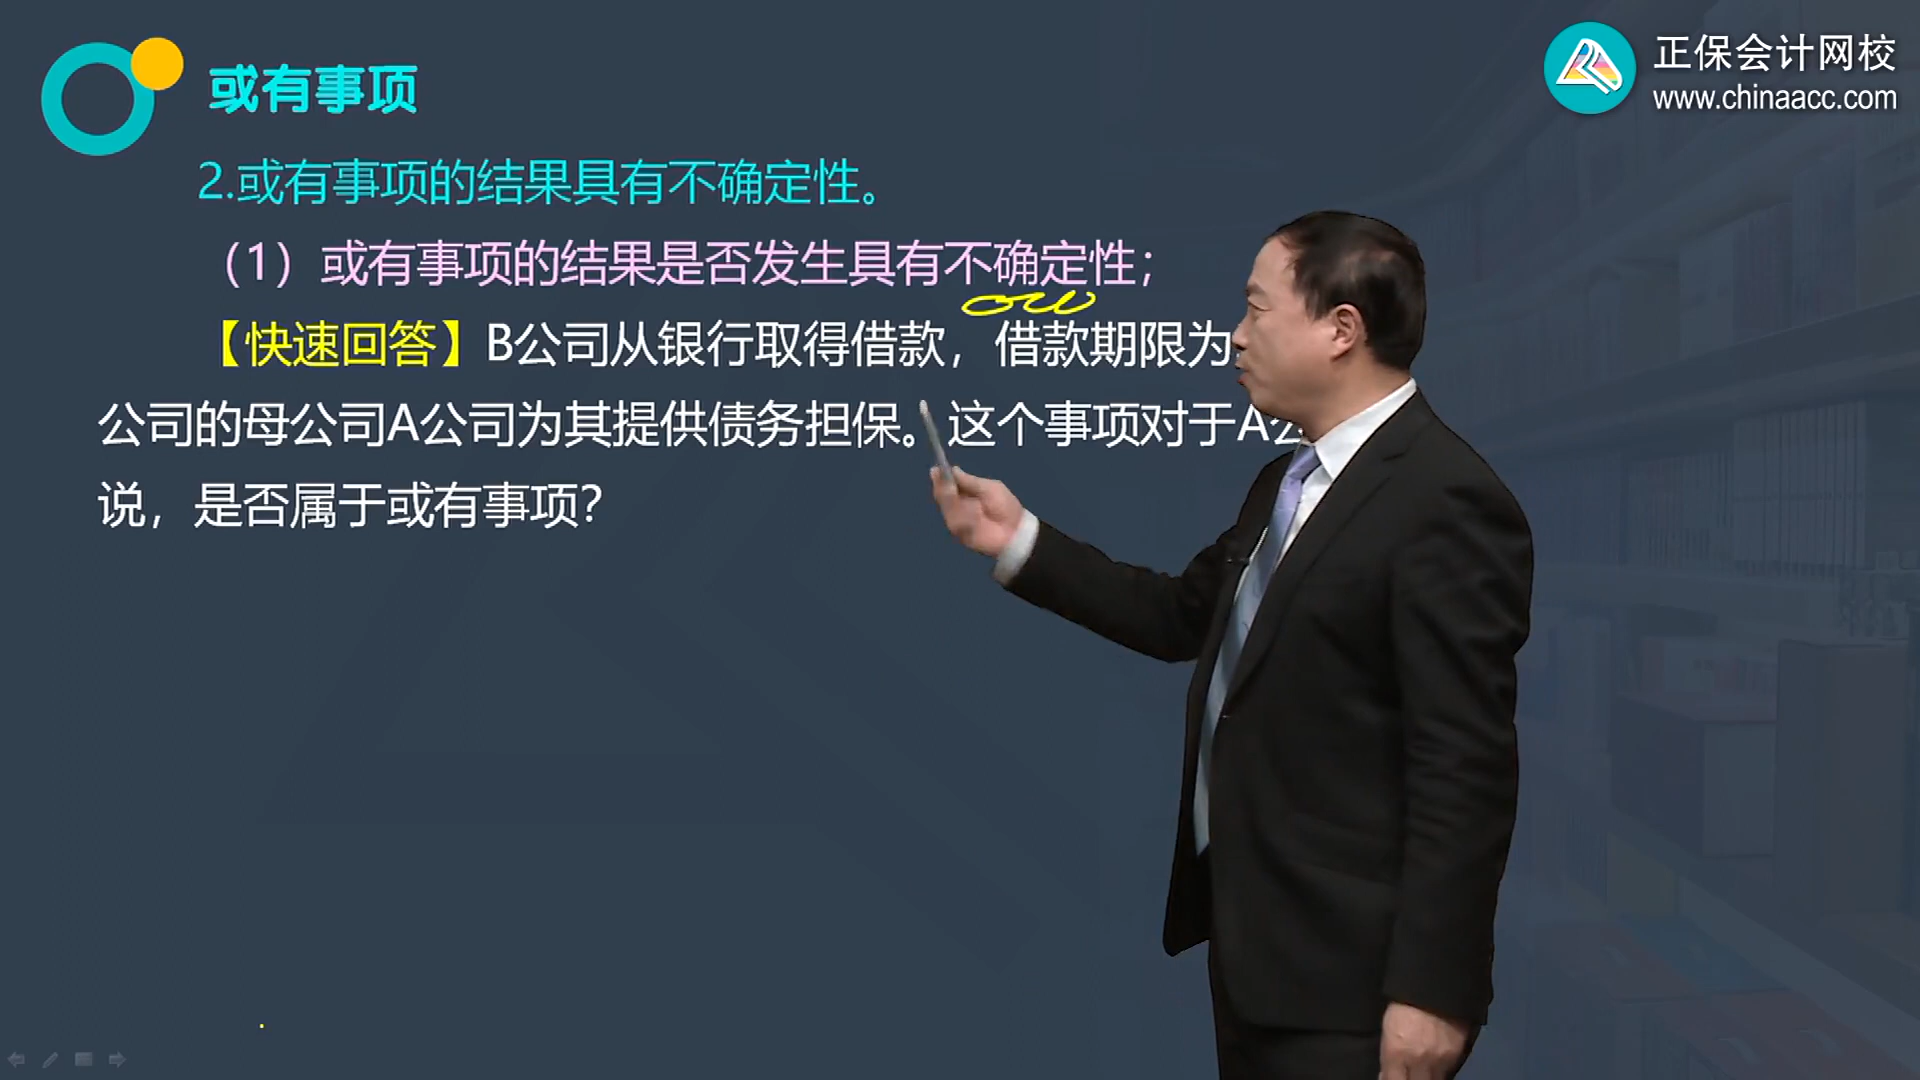 或有事项
正保会计网校
www.chinaacc.com
2.或有事项的结果具有不确定性。
（1）或有事项的结果是否发生具有不确定性；
【快速回答】B公司从银行取得借款，借款期限为
公司的母公司A公司为其提供债务担保。这个事项对于A公
说，是否属于或有事项？